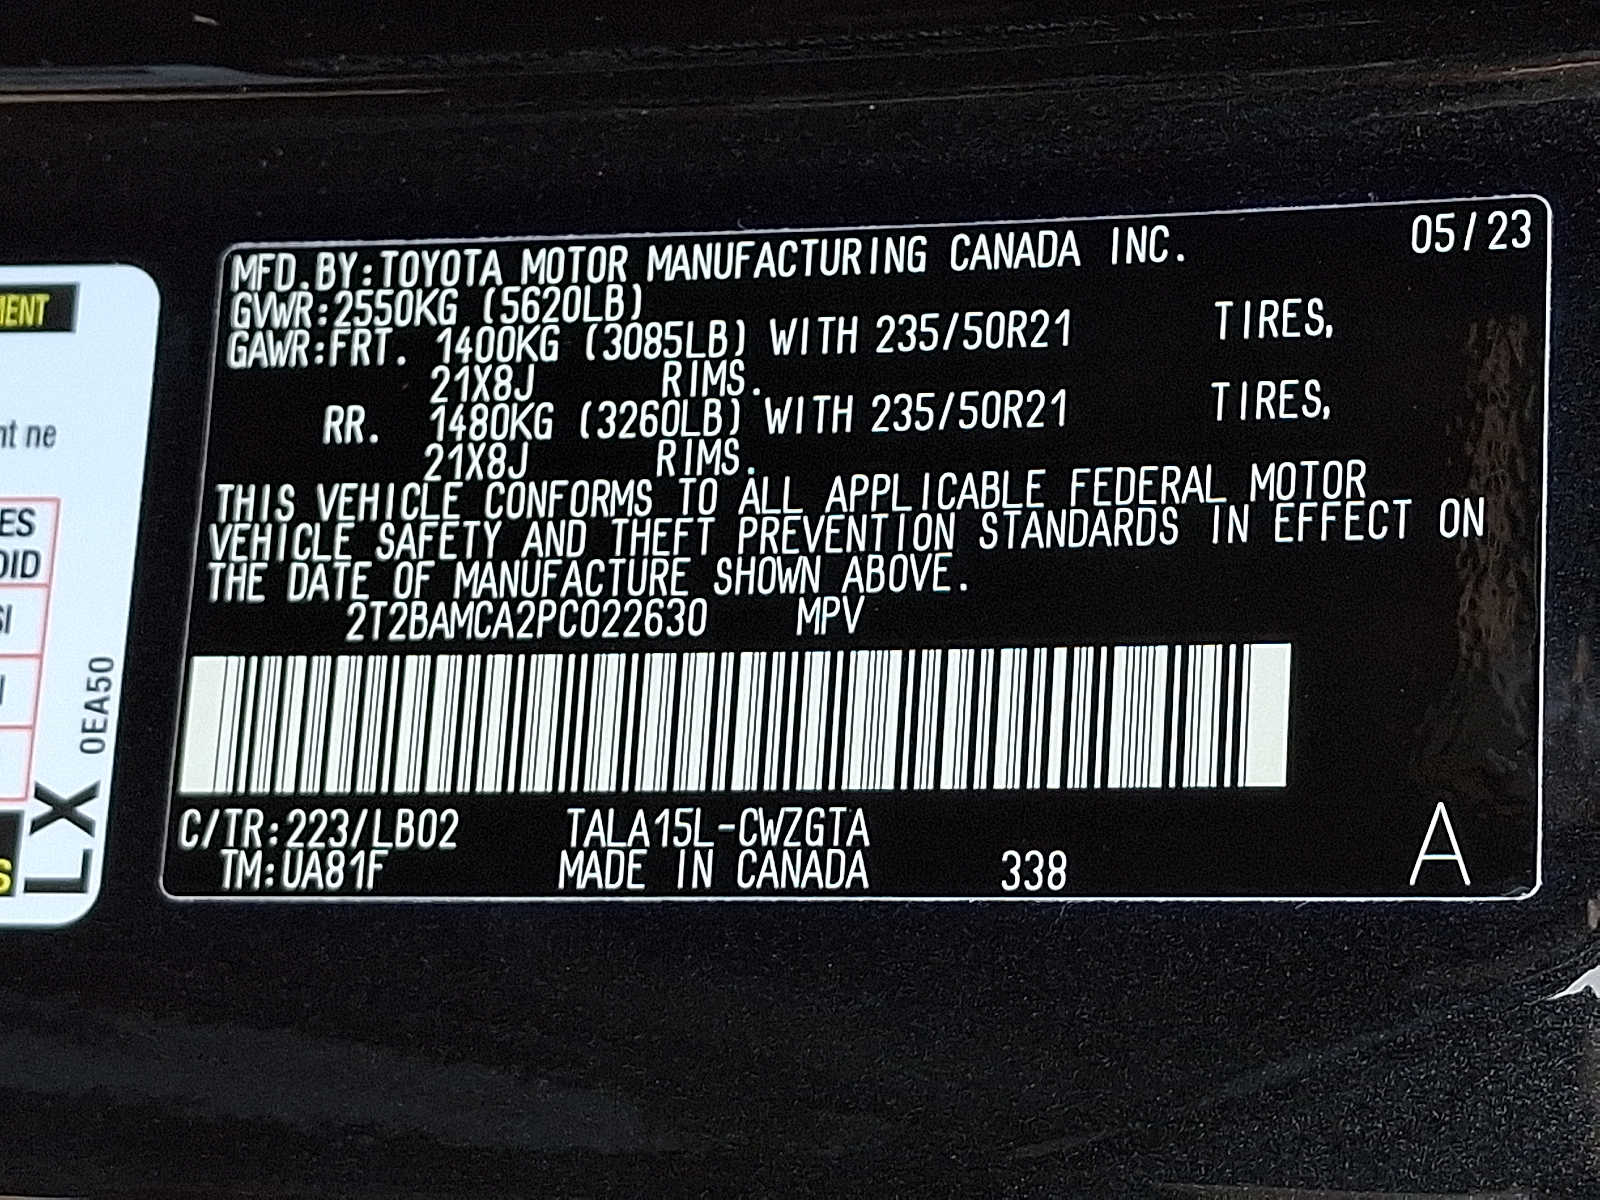 MFD.BY:TOYOTA MOTOR MANUFACTURING CANADA INC. 05/23
GVWR:2550KG (5620LB)
GAWR:FRT. 1400KG (3085LB) WITH 235/50R21 TIRES,
21X8J RIMS.
RR. 1480KG (3260LB) WITH 235/50R21 TIRES,
21X8J RIMS.
THIS VEHICLE CONFORMS TO ALL APPLICABLE FEDERAL MOTOR
VEHICLE SAFETY AND THEFT PREVENTION STANDARDS IN EFFECT ON
THE DATE OF MANUFACTURE SHOWN ABOVE.
2T2BAMCA2PC022630 MPV
C/TR:223/LB02 TALA15L-CWZGTA
TM:UA81F MADE IN CANADA 338 A
ne
0EA50
LX